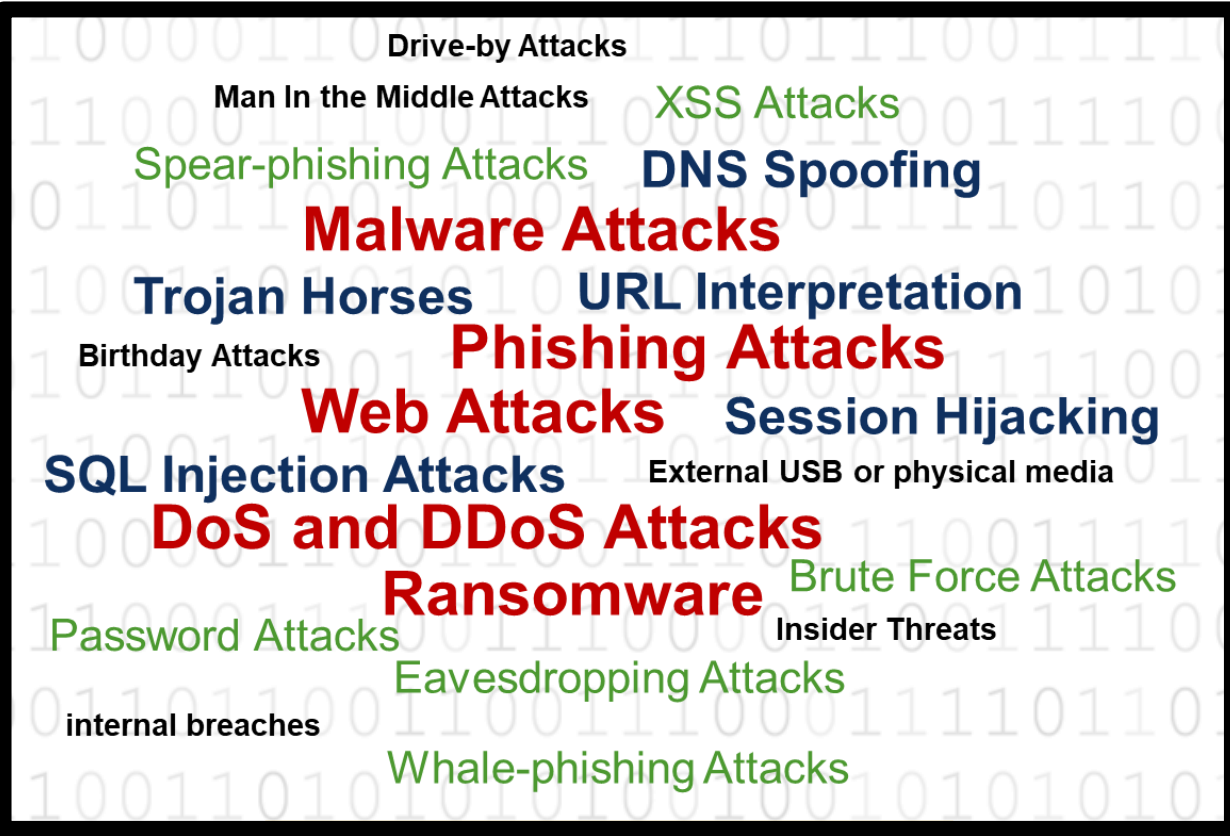 Drive-by Attacks
Man In the Middle Attacks
XSS Attacks
Spear-phishing Attacks
DNS Spoofing
Malware Attacks
Trojan Horses
URL Interpretation
Birthday Attacks
Phishing Attacks
Web Attacks
Session Hijacking
SQL Injection Attacks
External USB or physical media
DoS and DDoS Attacks
Ransomware
Brute Force Attacks
Password Attacks
Insider Threats
Eavesdropping Attacks
internal breaches
Whale-phishing Attacks